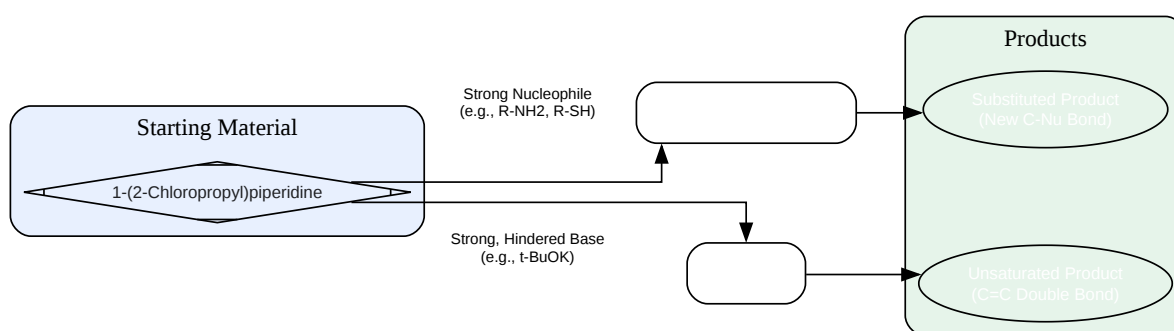 Products
Strong Nucleophile
(e.g., R-NH2, R-SH)
Substituted Product
(New C-Nu Bond)
Starting Material
1-(2-Chloropropyl)piperidine
Strong, Hindered Base
(e.g., t-BuOK)
Unsaturated Product
(C=C Double Bond)